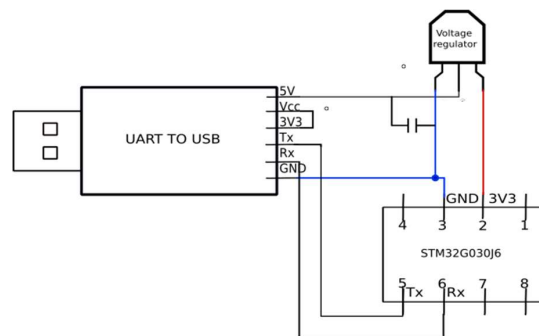 Voltage
regulator
5V
Vcc
3V3
Tx
Rx
GND
UART TO USB
GND 3V3
4 3 2 1
STM32G030J6
5 6 7 8
Tx Rx